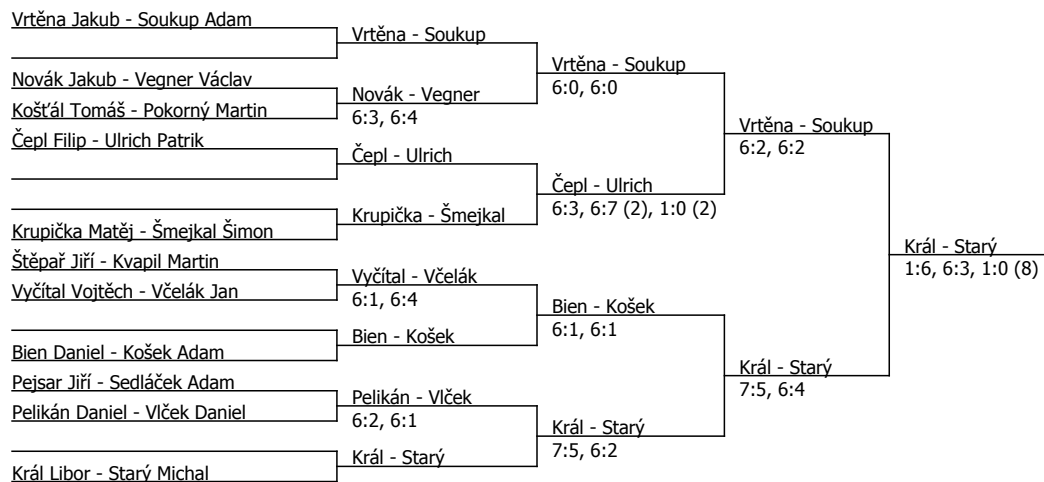 Vrtěna Jakub - Soukup Adam
Novák Jakub - Vegner Václav
Košťál Tomáš - Pokorný Martin
Čepl Filip - Ulrich Patrik
Krupička Matěj - Šmejkal Šimon
Štěpař Jiří - Kvapil Martin
Vyčítal Vojtěch - Včelák Jan
Bien Daniel - Košek Adam
Pejsar Jiří - Sedláček Adam
Pelikán Daniel - Vlček Daniel
Král Libor - Starý Michal
Vrtěna - Soukup
Novák - Vegner
6:3, 6:4
Čepl - Ulrich
Krupička - Šmejkal
Vyčítal - Včelák
6:1, 6:4
Bien - Košek
Pelikán - Vlček
6:2, 6:1
Král - Starý
Vrtěna - Soukup
6:0, 6:0
Čepl - Ulrich
6:3, 6:7 (2), 1:0 (2)
Bien - Košek
6:1, 6:1
Král - Starý
7:5, 6:2
Vrtěna - Soukup
6:2, 6:2
Král - Starý
7:5, 6:4
Král - Starý
1:6, 6:3, 1:0 (8)